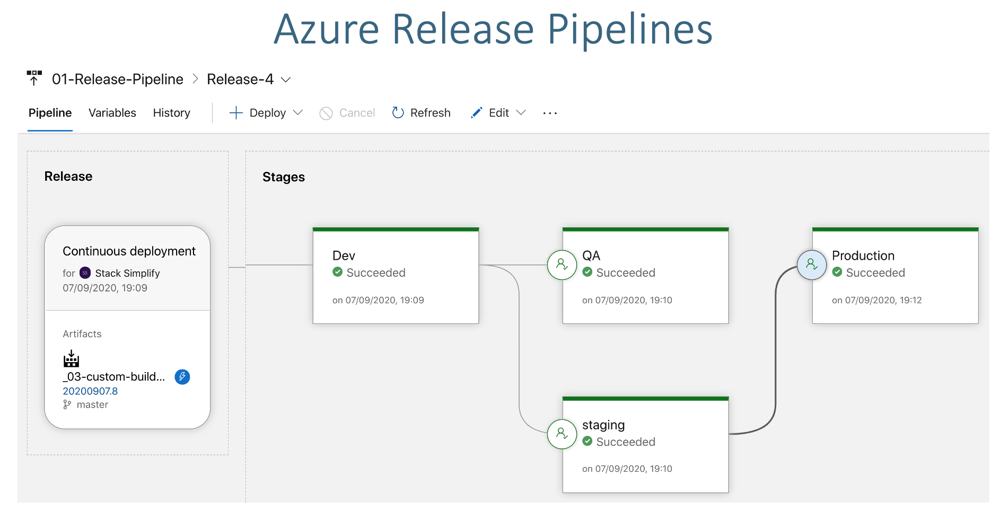 Azure Release Pipelines
01-Release-Pipeline > Release-4
Pipeline Variables History Deploy Cancel Refresh Edit ...
Release
Continuous deployment
for SS Stack Simplify
07/09/2020, 19:09
Artifacts
_03-custom-build...
20200907.8
master
Stages
Dev
Succeeded
on 07/09/2020, 19:09
QA
Succeeded
on 07/09/2020, 19:10
Production
Succeeded
on 07/09/2020, 19:12
staging
Succeeded
on 07/09/2020, 19:10